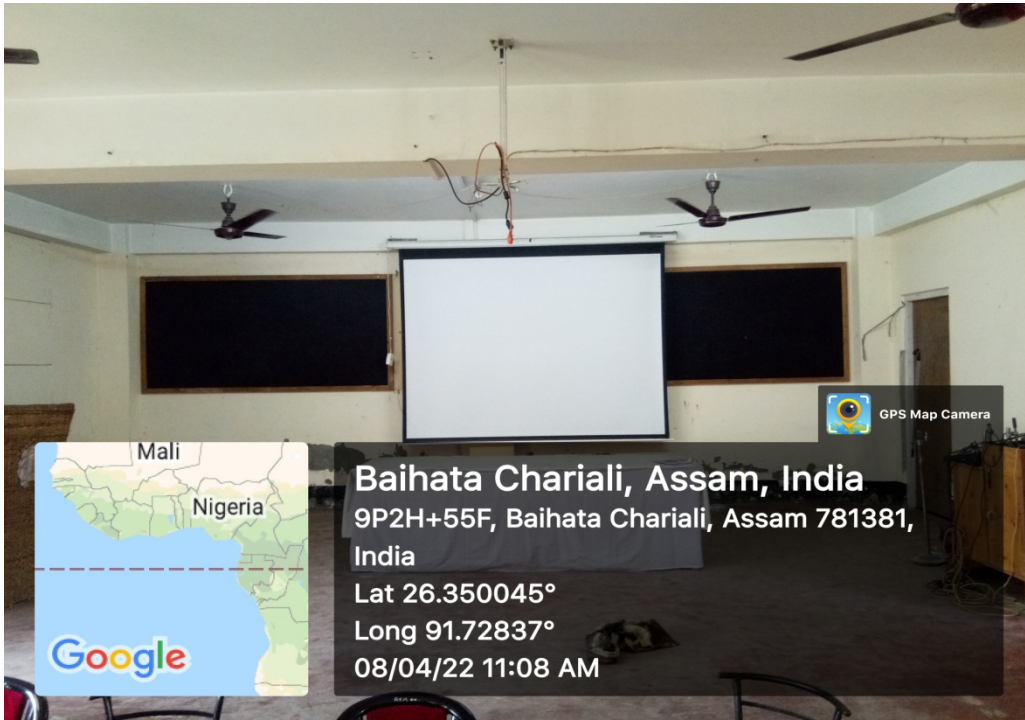 GPS Map Camera
Mali
Nigeria
Google
Baihata Chariali, Assam, India
9P2H+55F, Baihata Chariali, Assam 781381,
India
Lat 26.350045°
Long 91.72837°
08/04/22 11:08 AM